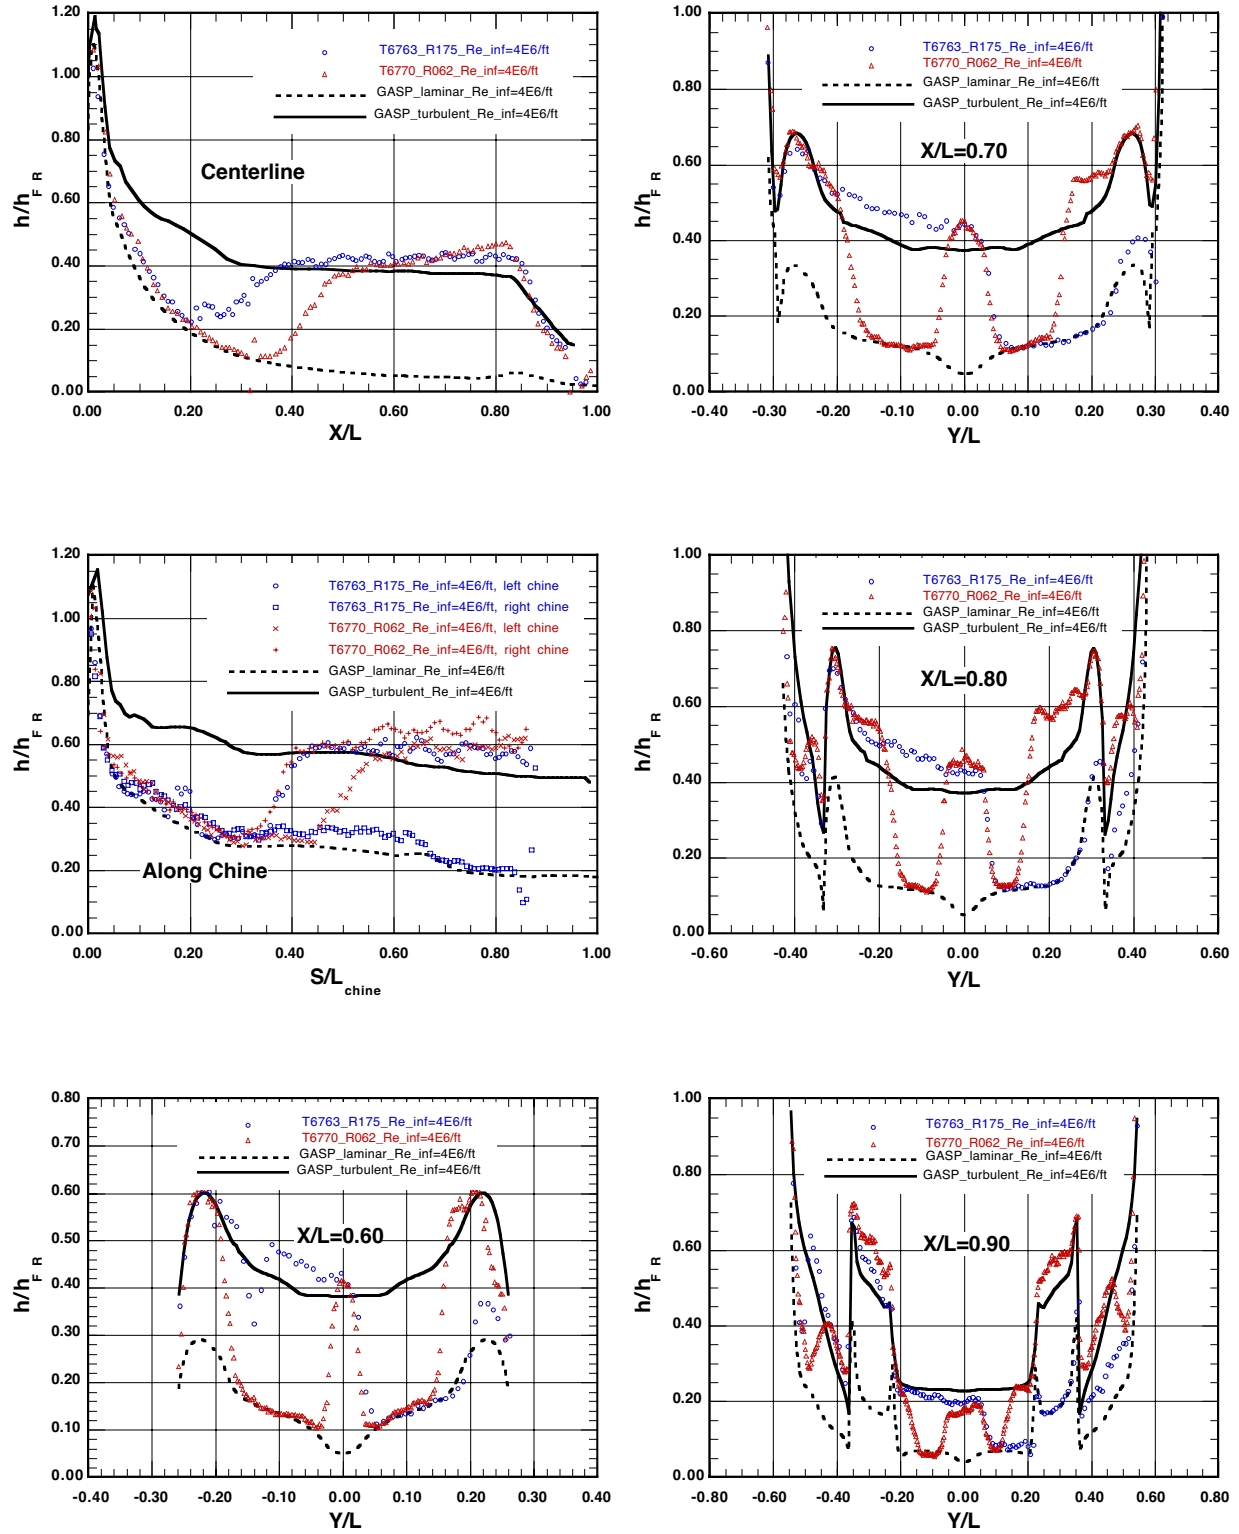 1.20
1.00
0.80
0.60
0.40
0.20
0.00
h/h F R
T6763_R175_Re_inf=4E6/ft
T6770_R062_Re_inf=4E6/ft
GASP_laminar_Re_inf=4E6/ft
GASP_turbulent_Re_inf=4E6/ft
Centerline
0.00 0.20 0.40 0.60 0.80 1.00
X/L
1.00
0.80
0.60
0.40
0.20
0.00
h/h F R
T6763_R175_Re_inf=4E6/ft
T6770_R062_Re_inf=4E6/ft
GASP_laminar_Re_inf=4E6/ft
GASP_turbulent_Re_inf=4E6/ft
X/L=0.70
-0.40 -0.30 -0.20 -0.10 0.00 0.10 0.20 0.30 0.40
Y/L
1.20
1.00
0.80
0.60
0.40
0.20
0.00
h/h F R
T6763_R175_Re_inf=4E6/ft, left chine
T6763_R175_Re_inf=4E6/ft, right chine
T6770_R062_Re_inf=4E6/ft, left chine
T6770_R062_Re_inf=4E6/ft, right chine
GASP_laminar_Re_inf=4E6/ft
GASP_turbulent_Re_inf=4E6/ft
Along Chine
0.00 0.20 0.40 0.60 0.80 1.00
S/L chine
1.00
0.80
0.60
0.40
0.20
0.00
h/h F R
T6763_R175_Re_inf=4E6/ft
T6770_R062_Re_inf=4E6/ft
GASP_laminar_Re_inf=4E6/ft
GASP_turbulent_Re_inf=4E6/ft
X/L=0.80
-0.60 -0.40 -0.20 0.00 0.20 0.40 0.60
Y/L
0.80
0.70
0.60
0.50
0.40
0.30
0.20
0.10
0.00
h/h F R
T6763_R175_Re_inf=4E6/ft
T6770_R062_Re_inf=4E6/ft
GASP_laminar_Re_inf=4E6/ft
GASP_turbulent_Re_inf=4E6/ft
X/L=0.60
-0.40 -0.30 -0.20 -0.10 0.00 0.10 0.20 0.30 0.40
Y/L
1.00
0.80
0.60
0.40
0.20
0.00
h/h F R
T6763_R175_Re_inf=4E6/ft
T6770_R062_Re_inf=4E6/ft
GASP_laminar_Re_inf=4E6/ft
GASP_turbulent_Re_inf=4E6/ft
X/L=0.90
-0.80 -0.60 -0.40 -0.20 0.00 0.20 0.40 0.60 0.80
Y/L